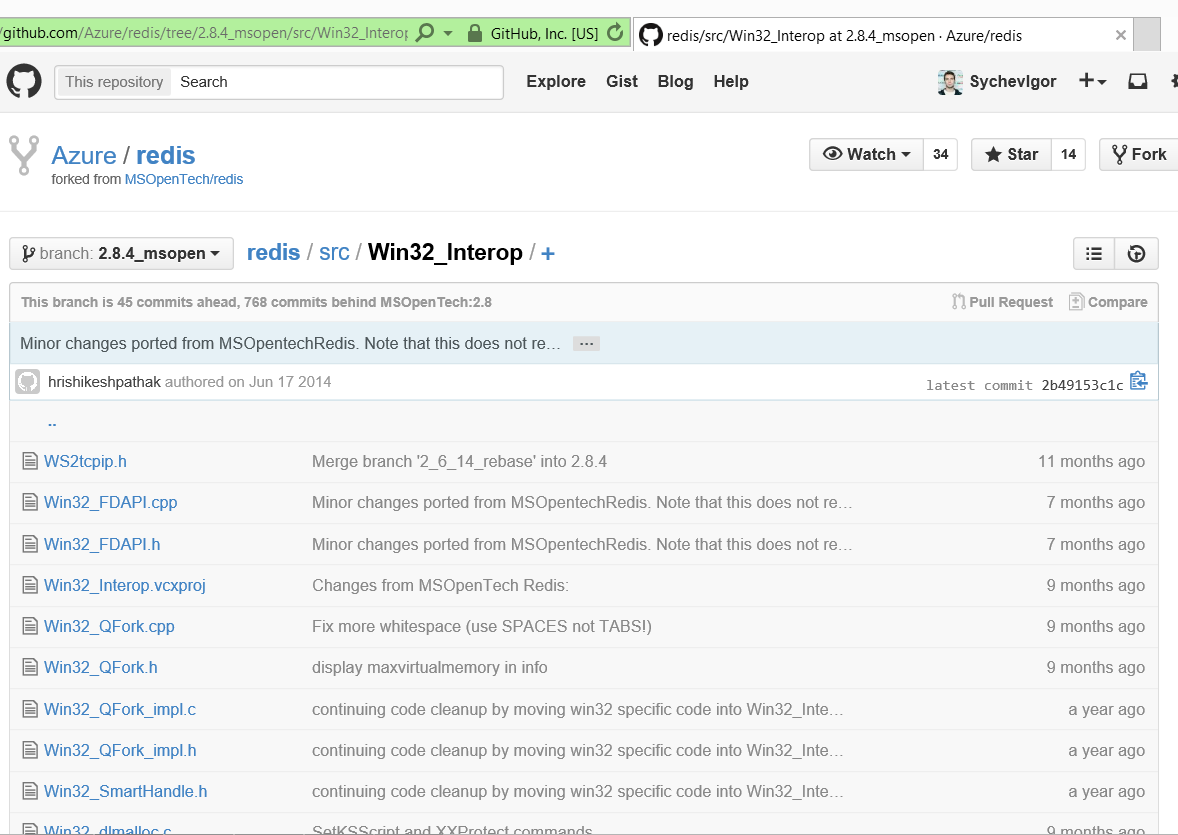 /github.com/Azure/redis/tree/2.8.4_msopen/src/Win32_Interop GitHub, Inc. [US] redis/src/Win32_Interop at 2.8.4_msopen · Azure/redis ×
This repository Search Explore Gist Blog Help SychevIgor +
Azure / redis Watch 34 Star 14 Fork
forked from MSOpenTech/redis
branch: 2.8.4_msopen redis / src / Win32_Interop / +
This branch is 45 commits ahead, 768 commits behind MSOpenTech:2.8 Pull Request Compare
Minor changes ported from MSOpentechRedis. Note that this does not re… ...
hrishikeshpathak authored on Jun 17 2014 latest commit 2b49153c1c
..
WS2tcpip.h Merge branch '2_6_14_rebase' into 2.8.4 11 months ago
Win32_FDAPI.cpp Minor changes ported from MSOpentechRedis. Note that this does not re… 7 months ago
Win32_FDAPI.h Minor changes ported from MSOpentechRedis. Note that this does not re… 7 months ago
Win32_Interop.vcxproj Changes from MSOpenTech Redis: 9 months ago
Win32_QFork.cpp Fix more whitespace (use SPACES not TABS!) 9 months ago
Win32_QFork.h display maxvirtualmemory in info 9 months ago
Win32_QFork_impl.c continuing code cleanup by moving win32 specific code into Win32_Inte… a year ago
Win32_QFork_impl.h continuing code cleanup by moving win32 specific code into Win32_Inte… a year ago
Win32_SmartHandle.h continuing code cleanup by moving win32 specific code into Win32_Inte… a year ago
Win32_dlmalloc.c SetKSScript and XXProtect commands 9 months ago